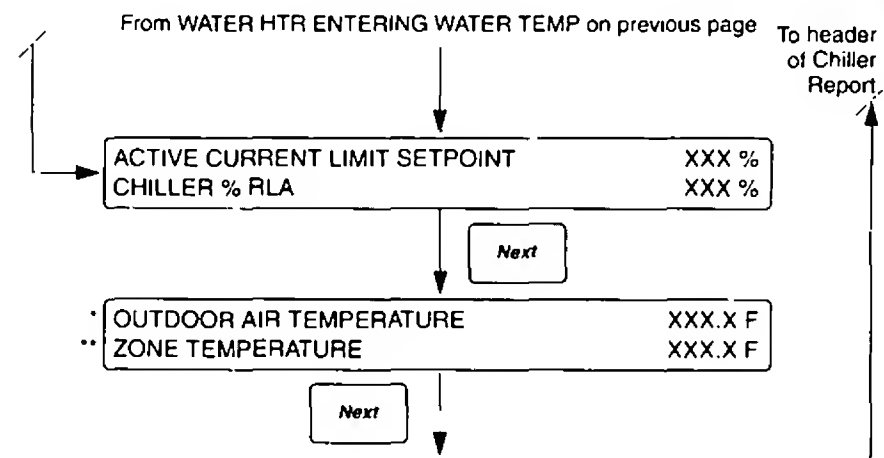 From WATER HTR ENTERING WATER TEMP on previous page
To header
of Chiller
Report
ACTIVE CURRENT LIMIT SETPOINT XXX %
CHILLER % RLA XXX %
Next
* OUTDOOR AIR TEMPERATURE XXX.X F
** ZONE TEMPERATURE XXX.X F
Next